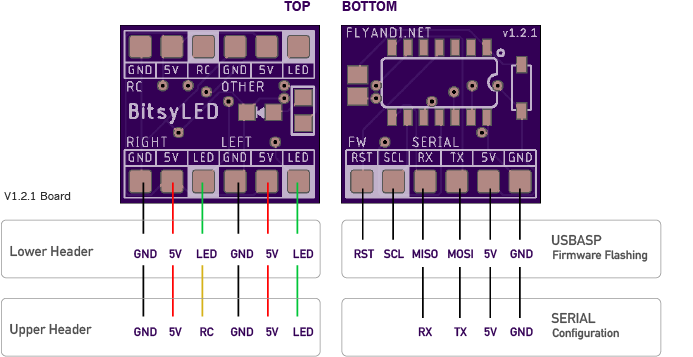 TOP BOTTOM
GND 5V RC GND 5V LED
RC OTHER
BitsyLED
RIGHT LEFT
GND 5V LED GND 5V LED
FLYANDI.NET v1.2.1
FW SERIAL
RST SCL RX TX 5V GND
V1.2.1 Board
Lower Header GND 5V LED GND 5V LED
RST SCL MISO MOSI 5V GND USBASP
Firmware Flashing
Upper Header GND 5V RC GND 5V LED
RX TX 5V GND SERIAL
Configuration